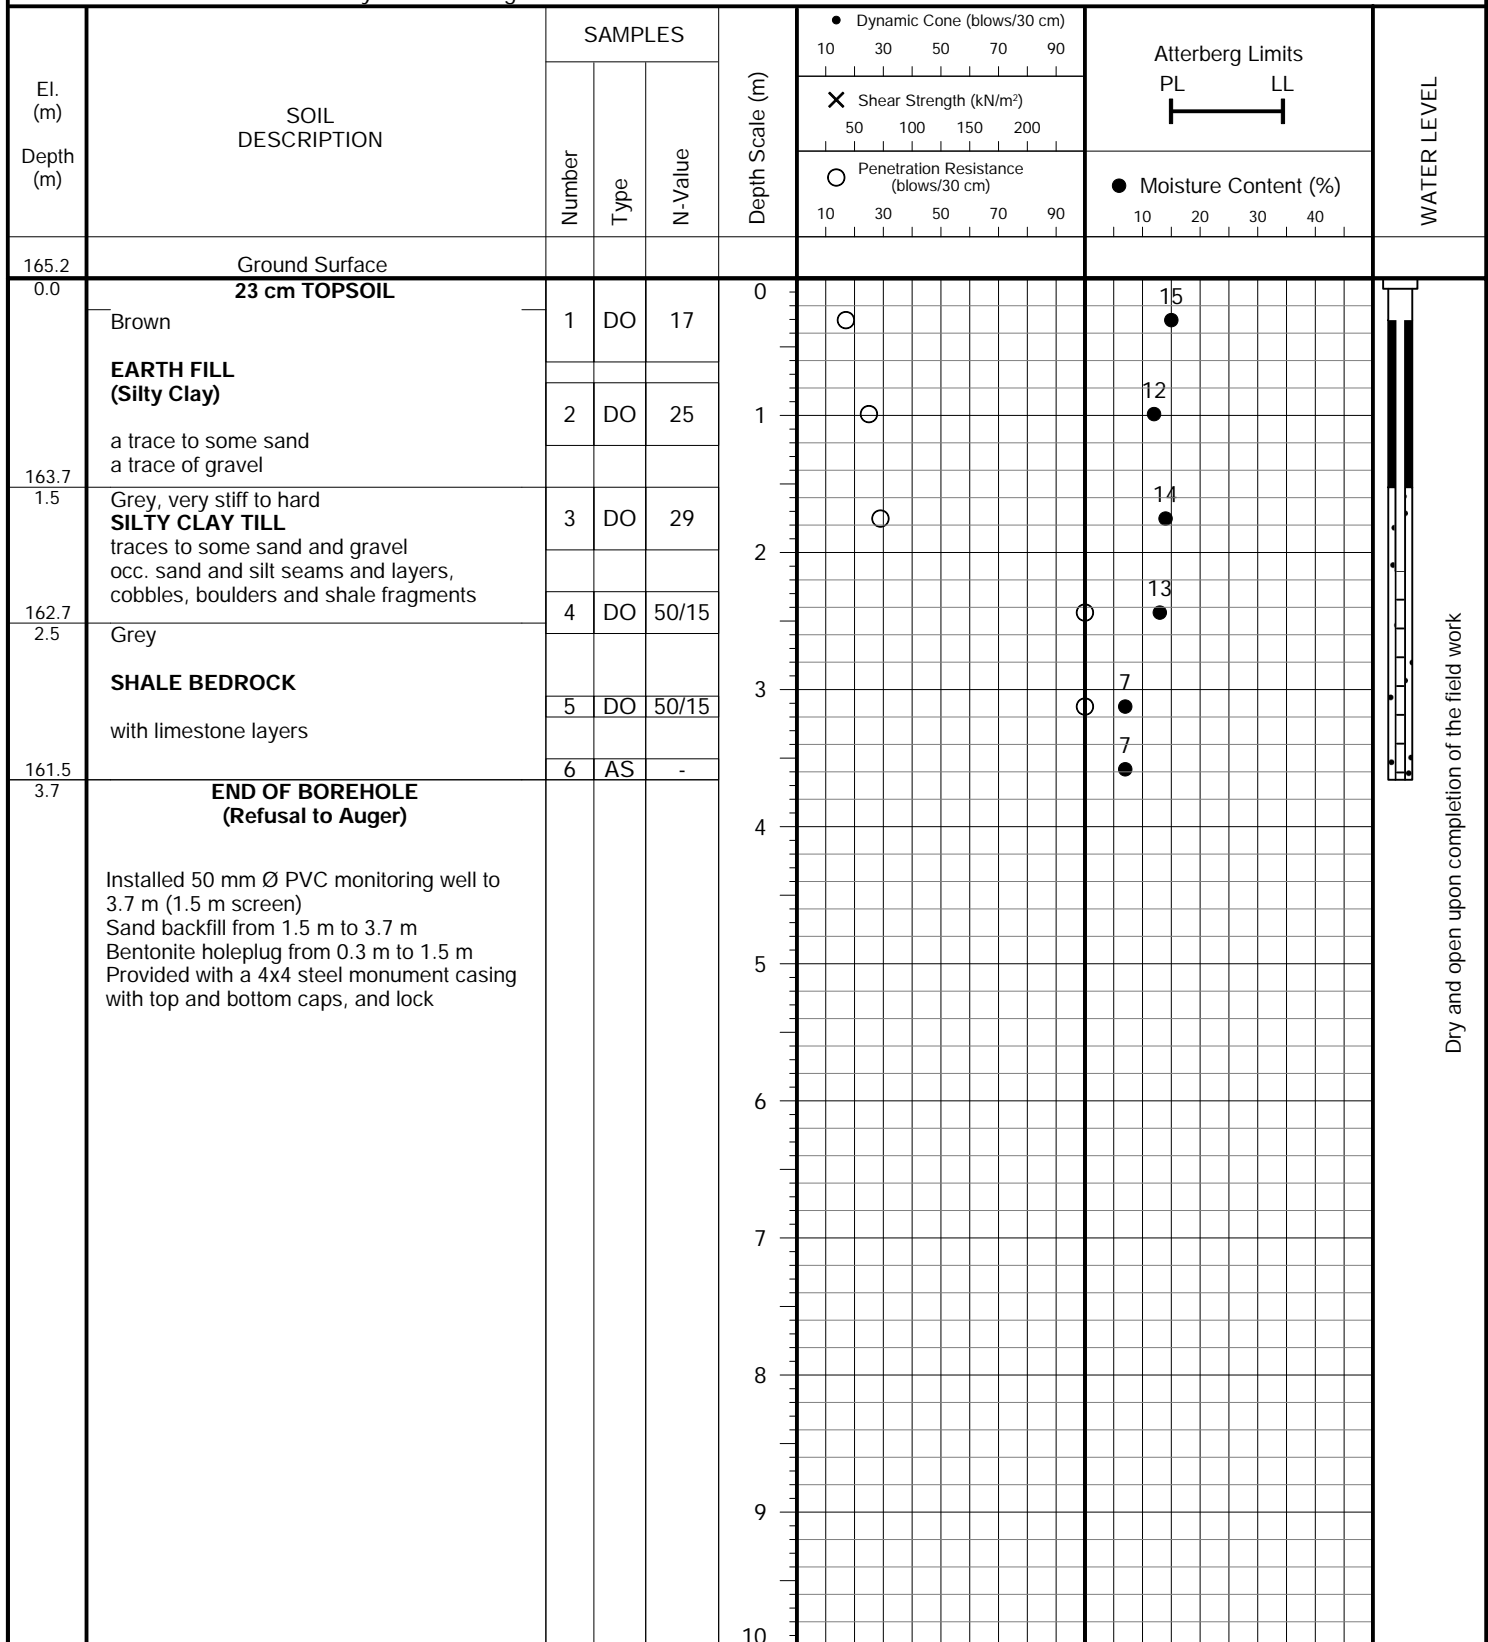 SAMPLES
El.
(m)
Depth
(m)
SOIL
DESCRIPTION
Number
Type
N-Value
Depth Scale (m)
● Dynamic Cone (blows/30 cm)
10 30 50 70 90
✕ Shear Strength (kN/m²)
50 100 150 200
○ Penetration Resistance
(blows/30 cm)
10 30 50 70 90
Atterberg Limits
PL LL
● Moisture Content (%)
10 20 30 40
WATER LEVEL
165.2 Ground Surface
0.0 23 cm TOPSOIL 0
15
Brown 1 DO 17
EARTH FILL
(Silty Clay)
12
2 DO 25 1
a trace to some sand
a trace of gravel
163.7
1.5 Grey, very stiff to hard
14
SILTY CLAY TILL 3 DO 29
traces to some sand and gravel 2
occ. sand and silt seams and layers,
cobbles, boulders and shale fragments
13
162.7 4 DO 50/15
2.5 Grey
SHALE BEDROCK 3
7
5 DO 50/15
with limestone layers
7
161.5 6 AS -
3.7 END OF BOREHOLE
(Refusal to Auger) 4
Installed 50 mm Ø PVC monitoring well to
3.7 m (1.5 m screen)
Sand backfill from 1.5 m to 3.7 m
Bentonite holeplug from 0.3 m to 1.5 m
5
Provided with a 4x4 steel monument casing
with top and bottom caps, and lock
6
7
8
9
10
Dry and open upon completion of the field work